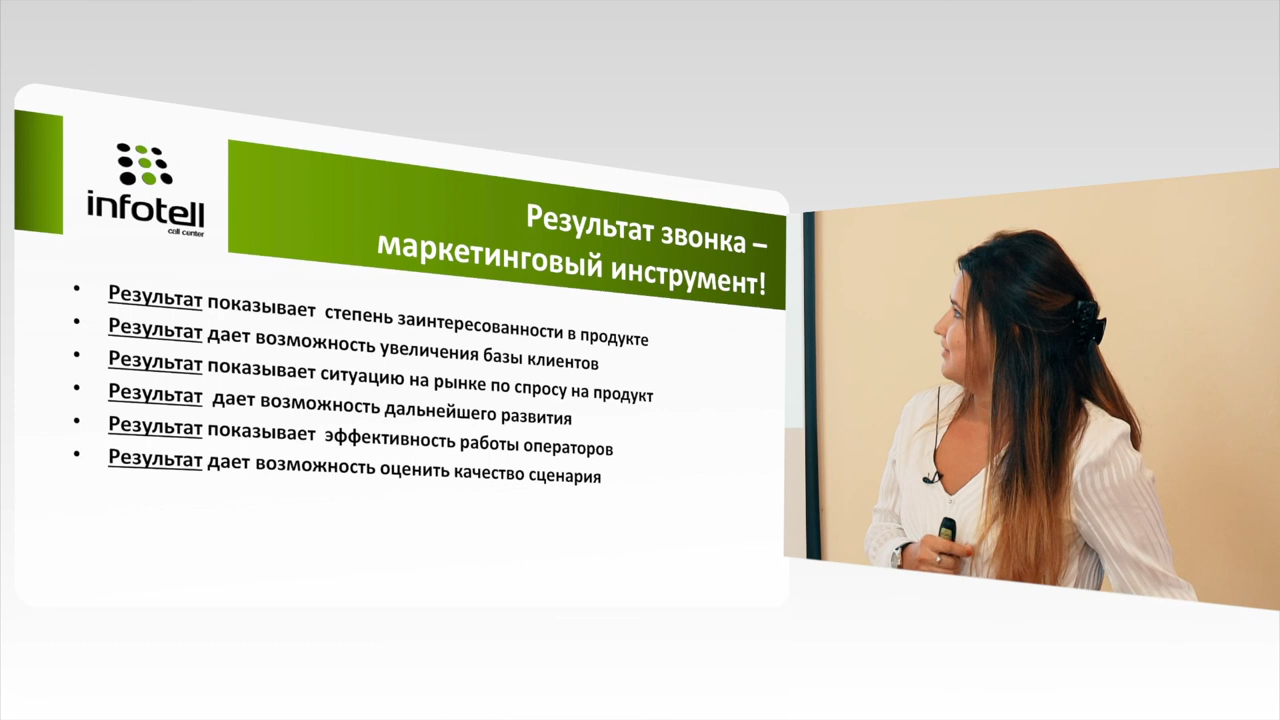 infotell
call center
Результат звонка –
маркетинговый инструмент!
• Результат показывает степень заинтересованности в продукте
• Результат дает возможность увеличения базы клиентов
• Результат показывает ситуацию на рынке по спросу на продукт
• Результат дает возможность дальнейшего развития
• Результат показывает эффективность работы операторов
• Результат дает возможность оценить качество сценария